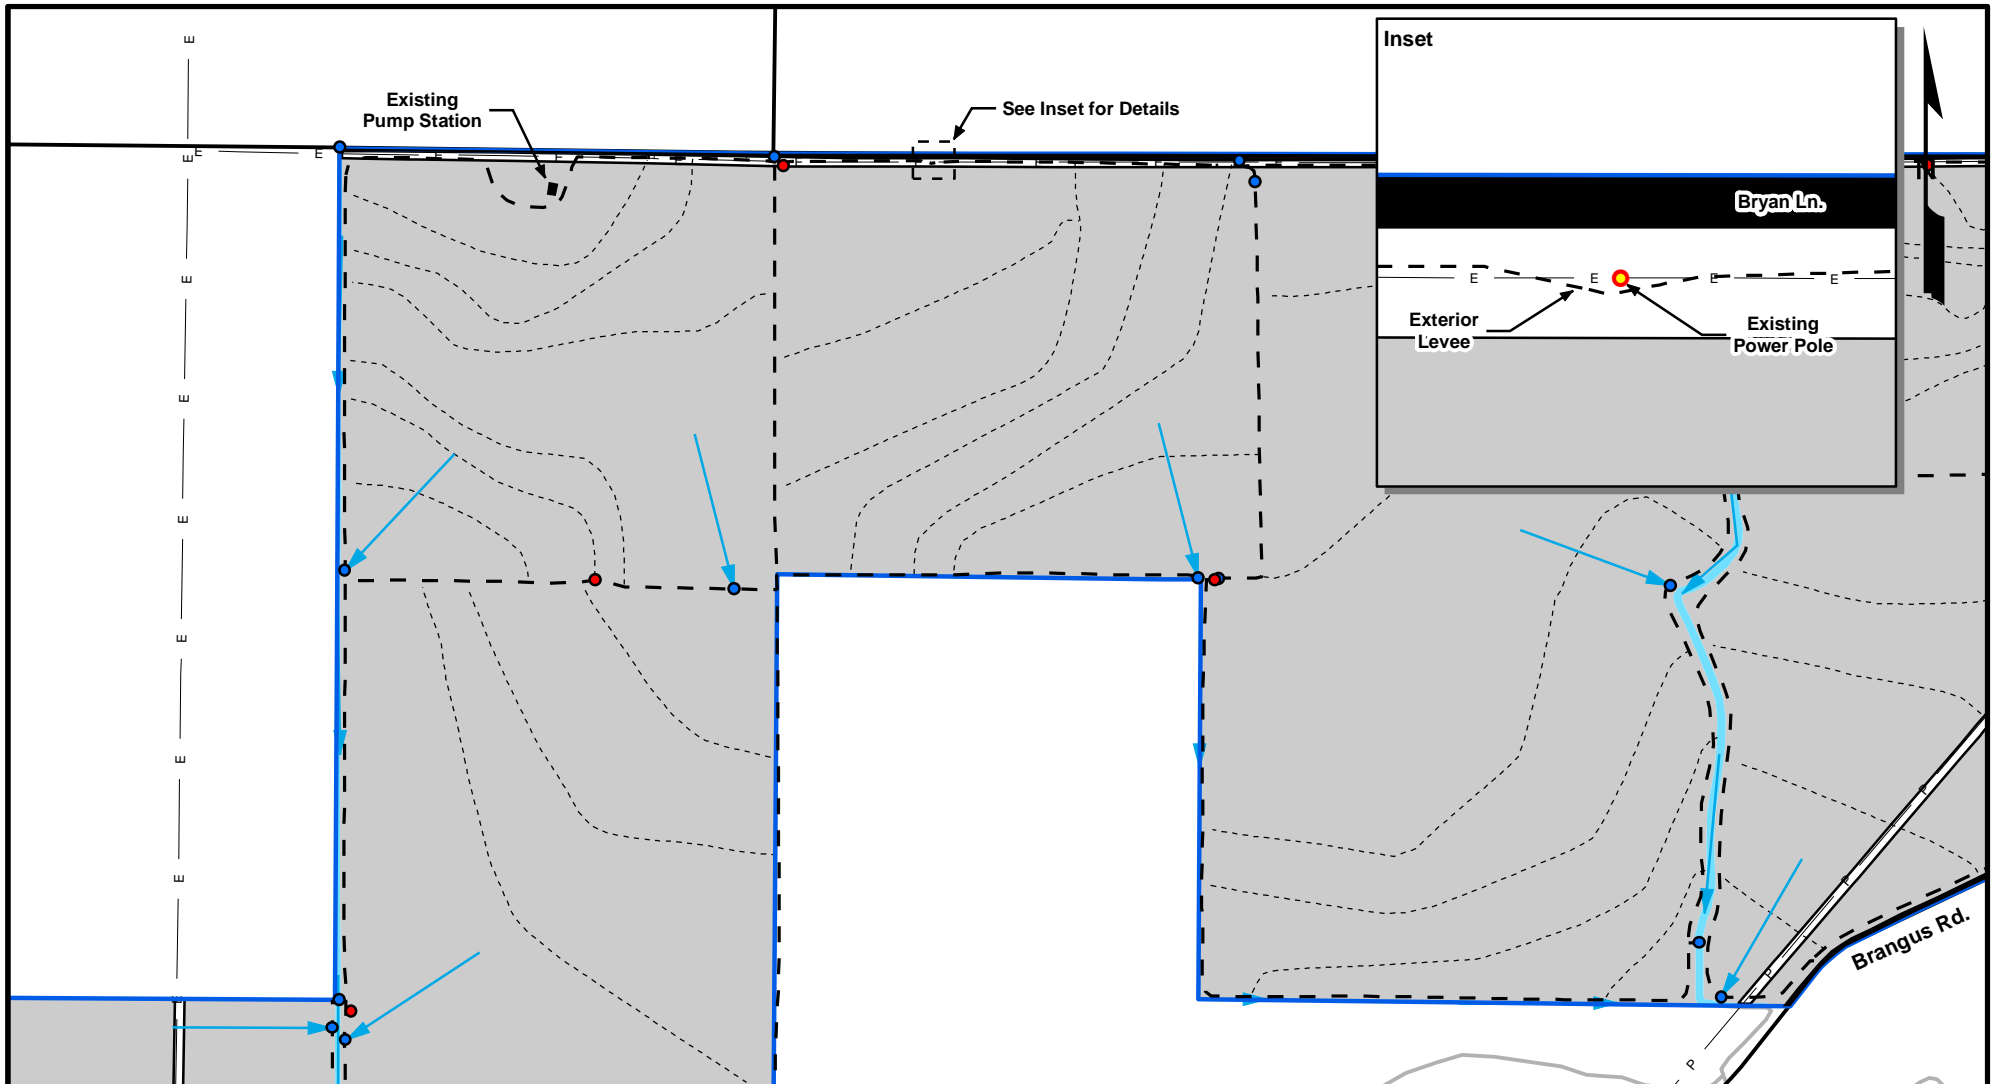 Inset
Existing
Pump Station
See Inset for Details
Bryan Ln.
E E E E
Exterior
Levee
Existing
Power Pole
E
E
E E E E E E E E E
E
E
E
E
E
E
E
E
P
P
P
P
Brangus Rd.